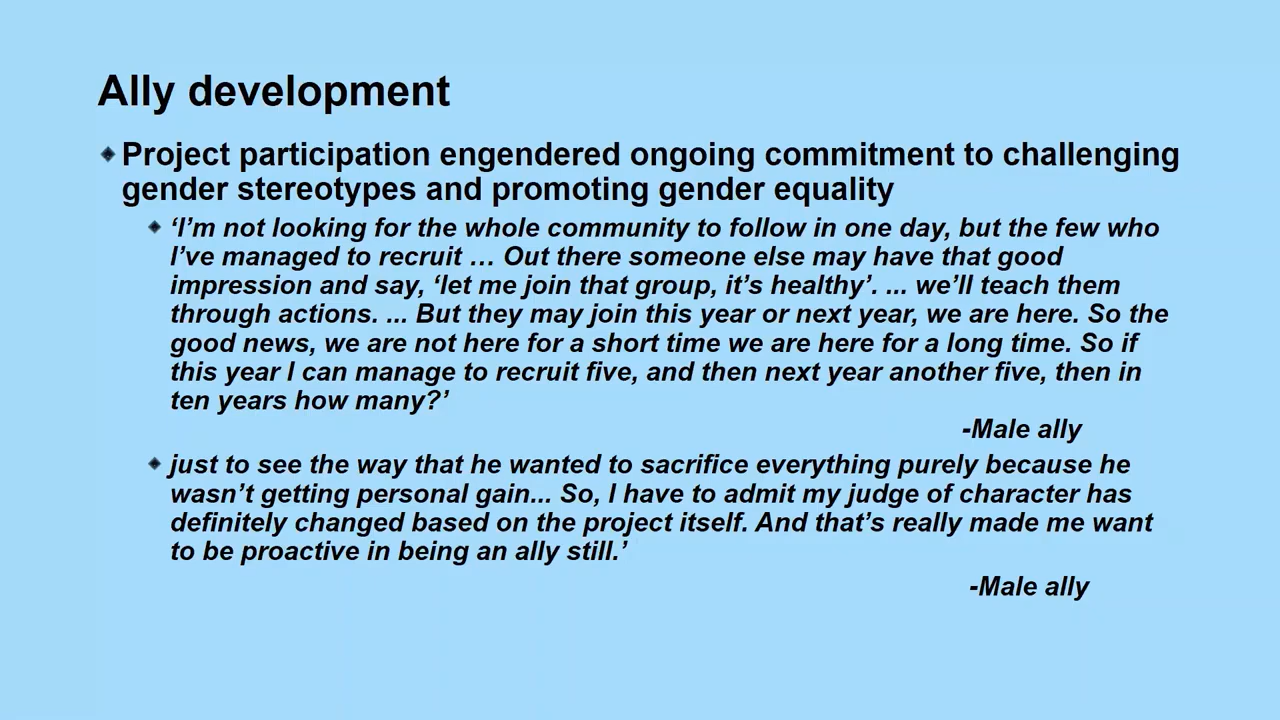 Ally development
Project participation engendered ongoing commitment to challenging
gender stereotypes and promoting gender equality
‘I’m not looking for the whole community to follow in one day, but the few who
I’ve managed to recruit … Out there someone else may have that good
impression and say, ‘let me join that group, it’s healthy’. ... we’ll teach them
through actions. ... But they may join this year or next year, we are here. So the
good news, we are not here for a short time we are here for a long time. So if
this year I can manage to recruit five, and then next year another five, then in
ten years how many?’
-Male ally
just to see the way that he wanted to sacrifice everything purely because he
wasn’t getting personal gain... So, I have to admit my judge of character has
definitely changed based on the project itself. And that’s really made me want
to be proactive in being an ally still.’
-Male ally